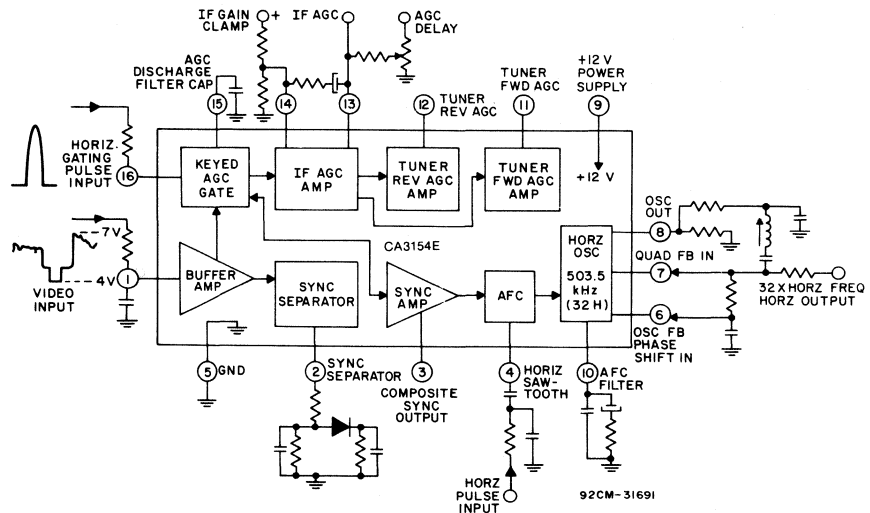 IF GAIN
CLAMP
+
IF AGC
AGC
DELAY
AGC
DISCHARGE
FILTER CAP
15
14
13
12
TUNER
REV AGC
TUNER
FWD AGC
11
+12 V
POWER
SUPPLY
9
HORIZ
GATING
PULSE
INPUT
16
KEYED
AGC
GATE
IF AGC
AMP
TUNER
REV AGC
AMP
TUNER
FWD AGC
AMP
+12 V
7V
4V
VIDEO
INPUT
1
BUFFER
AMP
SYNC
SEPARATOR
CA3154E
SYNC
AMP
AFC
HORZ
OSC
503.5
kHz
(32 H)
OSC
OUT
8
QUAD FB IN
7
6
OSC FB
PHASE
SHIFT IN
32 X HORZ FREQ
HORZ OUTPUT
5
GND
2
SYNC
SEPARATOR
3
COMPOSITE
SYNC
OUTPUT
4
HORIZ
SAW-
TOOTH
10
AFC
FILTER
HORZ
PULSE
INPUT
92CM-31691